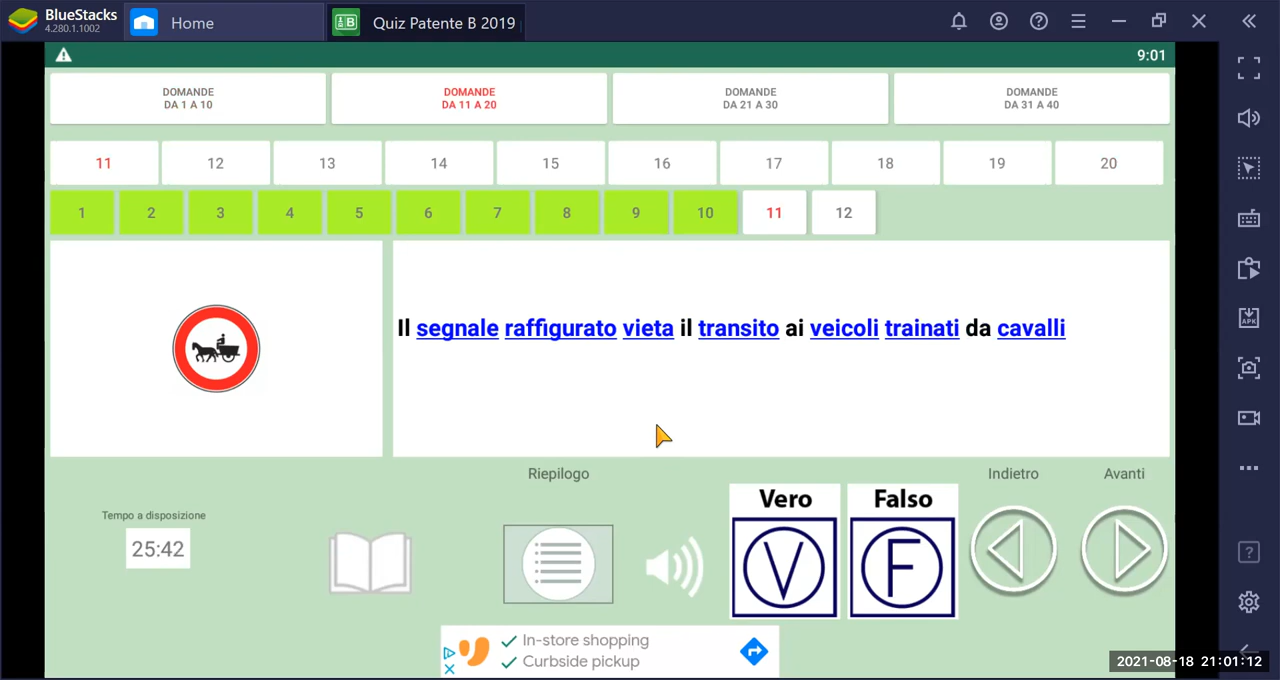 BlueStacks
4.280.1.1002
Home
Quiz Patente B 2019
9:01
DOMANDE
DA 1 A 10
DOMANDE
DA 11 A 20
DOMANDE
DA 21 A 30
DOMANDE
DA 31 A 40
11 12 13 14 15 16 17 18 19 20
1 2 3 4 5 6 7 8 9 10 11 12
Il segnale raffigurato vieta il transito ai veicoli trainati da cavalli
Riepilogo
Indietro
Avanti
Vero
Falso
V
F
Tempo a disposizione
25:42
In-store shopping
Curbside pickup
APK
2021-08-18 21:01:12